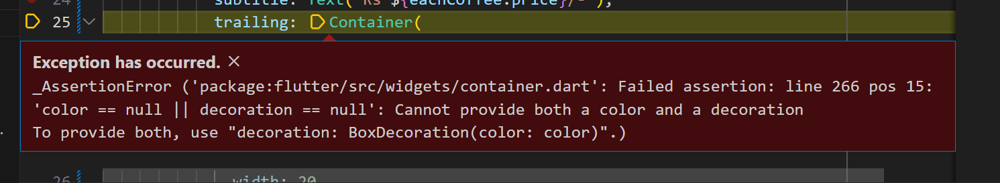 24 subtitle: Text("Rs ${eachCoffee.price}/-"),
25 trailing: Container(
Exception has occurred. ×
_AssertionError ('package:flutter/src/widgets/container.dart': Failed assertion: line 266 pos 15:
'color == null || decoration == null': Cannot provide both a color and a decoration
To provide both, use "decoration: BoxDecoration(color: color)".)
26 width: 20